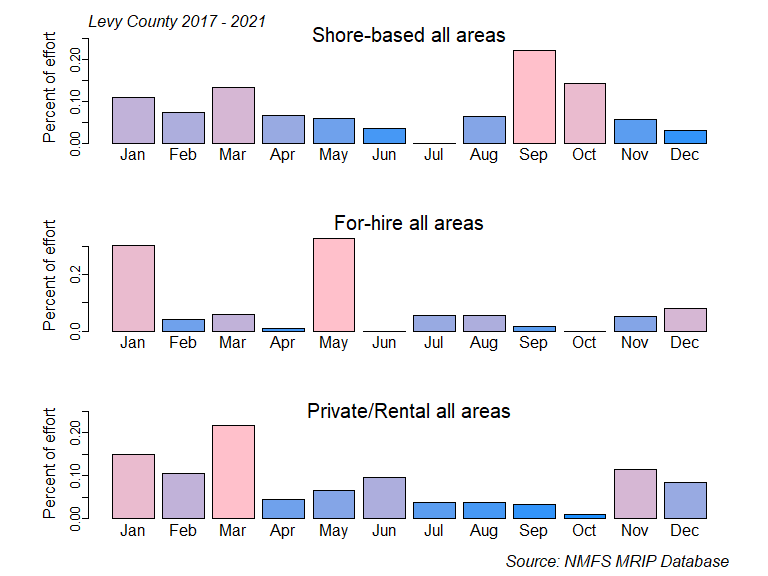 Levy County 2017 - 2021
Shore-based all areas
Percent of effort
0.00 0.10 0.20
Jan Feb Mar Apr May Jun Jul Aug Sep Oct Nov Dec
For-hire all areas
Percent of effort
0.0 0.2
Jan Feb Mar Apr May Jun Jul Aug Sep Oct Nov Dec
Private/Rental all areas
Percent of effort
0.00 0.10 0.20
Jan Feb Mar Apr May Jun Jul Aug Sep Oct Nov Dec
Source: NMFS MRIP Database